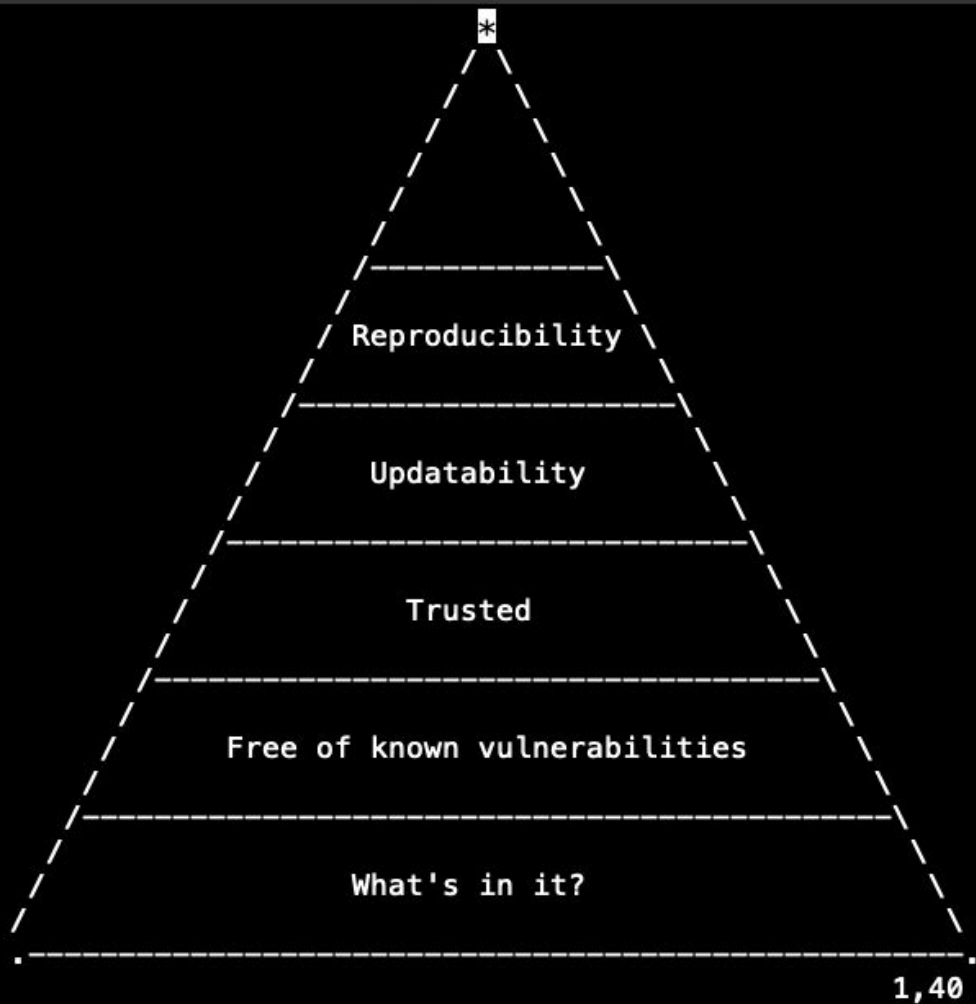 *
Reproducibility
Updatability
Trusted
Free of known vulnerabilities
What's in it?
1,40